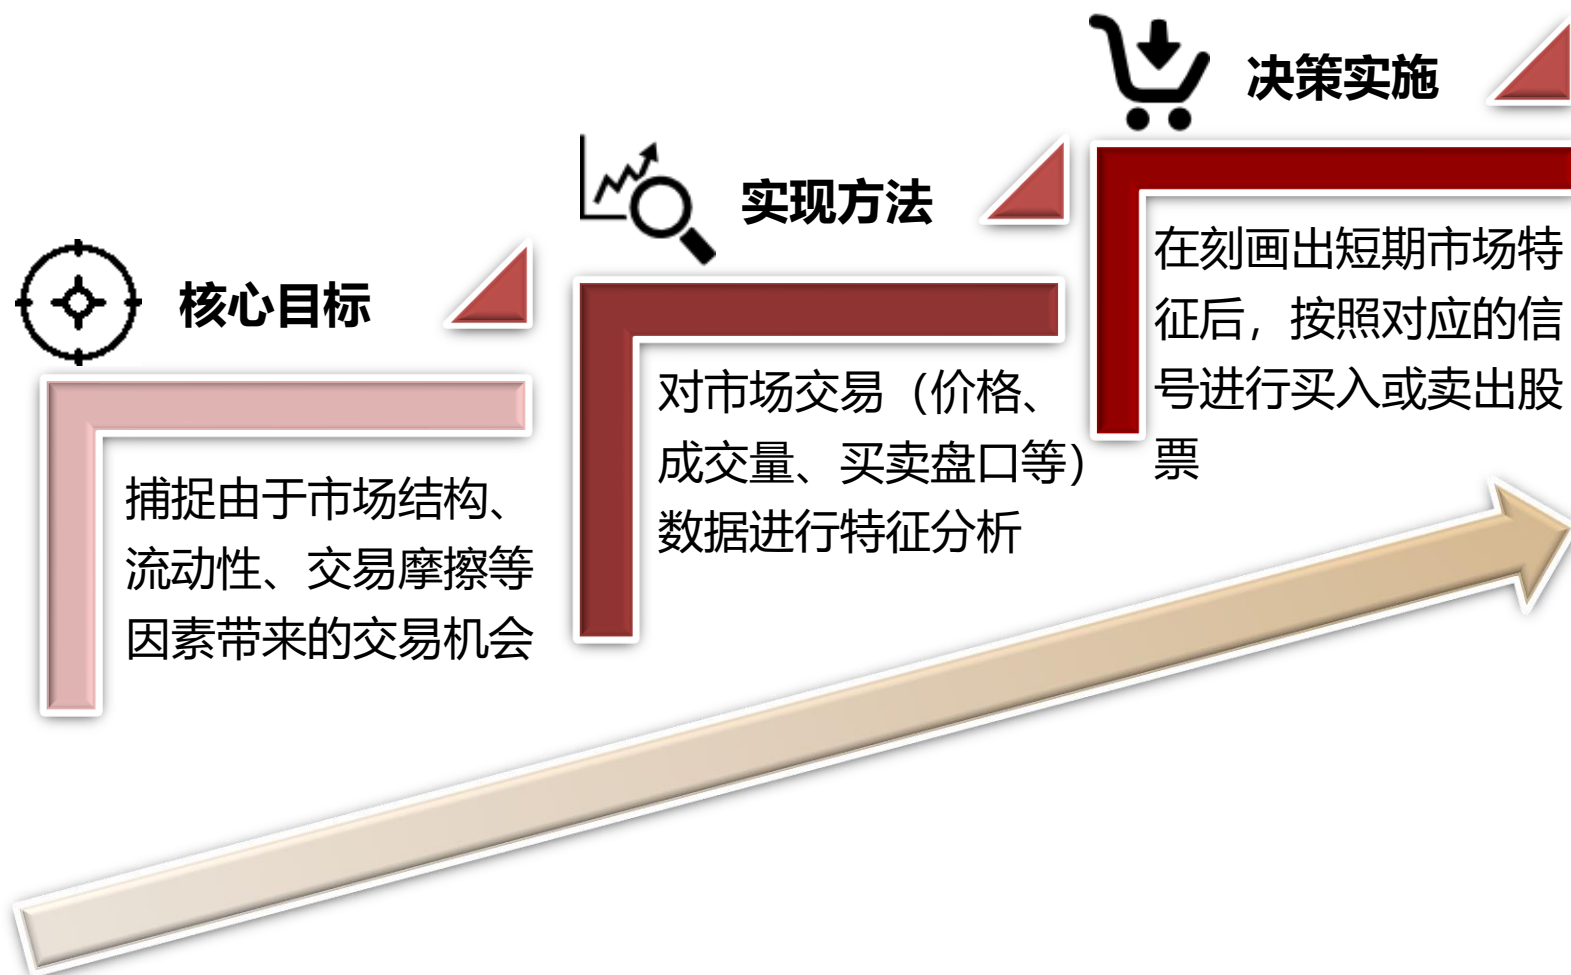 核心目标
捕捉由于市场结构、
流动性、交易摩擦等
因素带来的交易机会
实现方法
对市场交易（价格、
成交量、买卖盘口等）
数据进行特征分析
决策实施
在刻画出短期市场特
征后，按照对应的信
号进行买入或卖出股
票